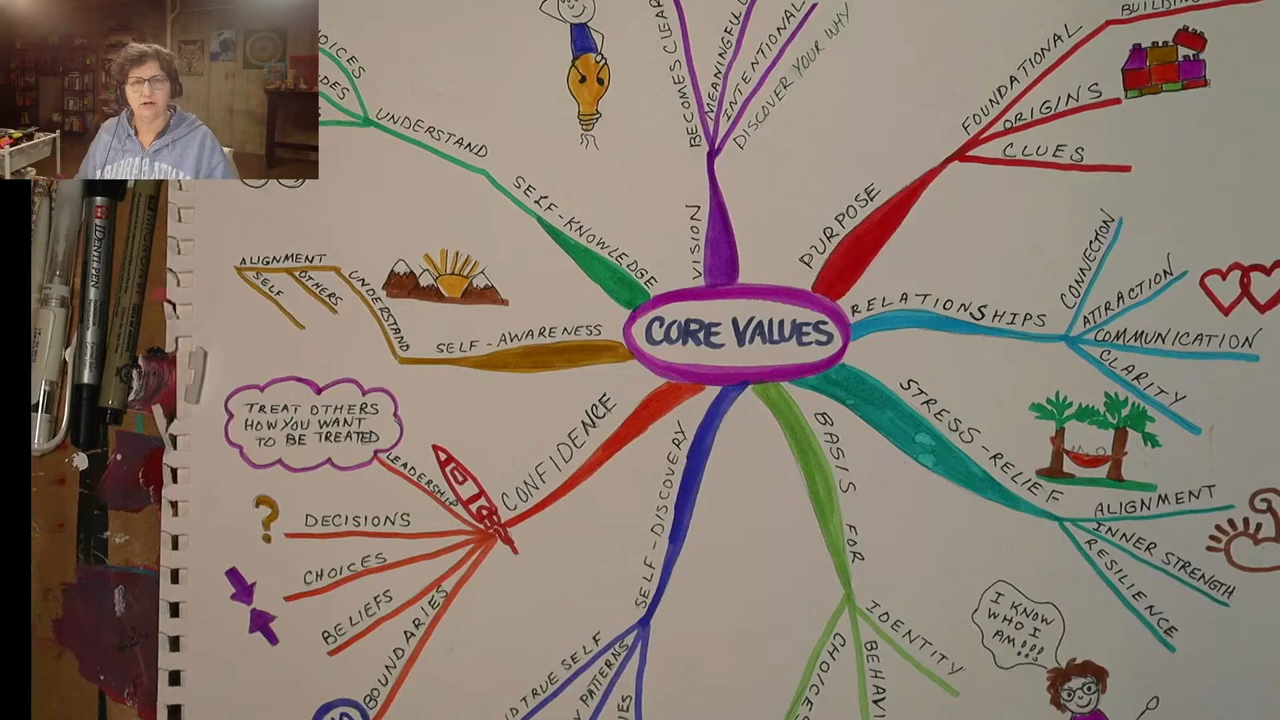 BECOMES CLEAR
MEANINGFUL
INTENTIONAL
DISCOVER YOUR WHY
VISION
FOUNDATIONAL
ORIGINS
CLUES
PURPOSE
UNDERSTAND
SELF-KNOWLEDGE
CORE VALUES
RELATIONSHIPS
CONNECTION
ATTRACTION
COMMUNICATION
CLARITY
ALIGNMENT
SELF
OTHERS
UNDERSTAND
SELF-AWARENESS
TREAT OTHERS
HOW YOU WANT
TO BE TREATED
LEADERSHIP
CONFIDENCE
DECISIONS
CHOICES
BELIEFS
BOUNDARIES
SELF-DISCOVERY
TRUE SELF
PATTERNS
BASIS FOR
IDENTITY
CHOICES
STRESS-RELIEF
ALIGNMENT
INNER STRENGTH
RESILIENCE
I KNOW
WHO I
AM!!!
IDENTI PEN